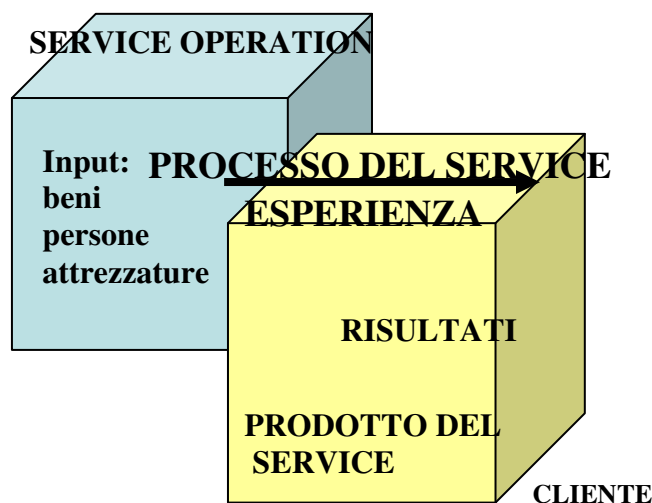 SERVICE OPERATION
Input:
beni
persone
attrezzature
PROCESSO DEL SERVICE
ESPERIENZA
RISULTATI
PRODOTTO DEL
SERVICE
CLIENTE